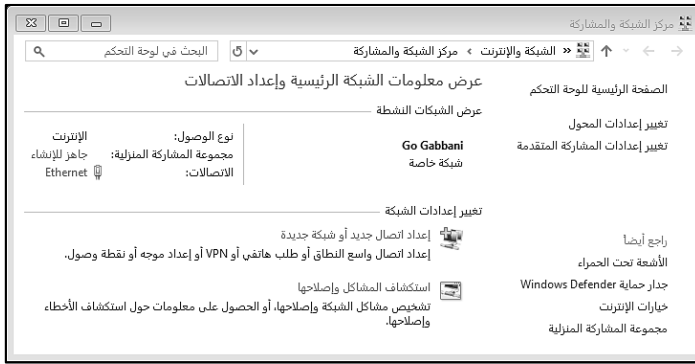 مركز الشبكة والمشاركة
الشبكة والإنترنت › مركز الشبكة والمشاركة
البحث في لوحة التحكم
الصفحة الرئيسية للوحة التحكم
تغيير إعدادات المحول
تغيير إعدادات المشاركة المتقدمة
عرض معلومات الشبكة الرئيسية وإعداد الاتصالات
عرض الشبكات النشطة
Go Gabbani
شبكة خاصة
نوع الوصول: الإنترنت
مجموعة المشاركة المنزلية: جاهز للإنشاء
الاتصالات: Ethernet
تغيير إعدادات الشبكة
إعداد اتصال جديد أو شبكة جديدة
إعداد اتصال واسع النطاق أو طلب هاتفي أو VPN أو إعداد موجه أو نقطة وصول.
استكشاف المشاكل وإصلاحها
تشخيص مشاكل الشبكة وإصلاحها، أو الحصول على معلومات حول استكشاف الأخطاء
وإصلاحها.
راجع أيضاً
الأشعة تحت الحمراء
جدار حماية Windows Defender
خيارات الإنترنت
مجموعة المشاركة المنزلية